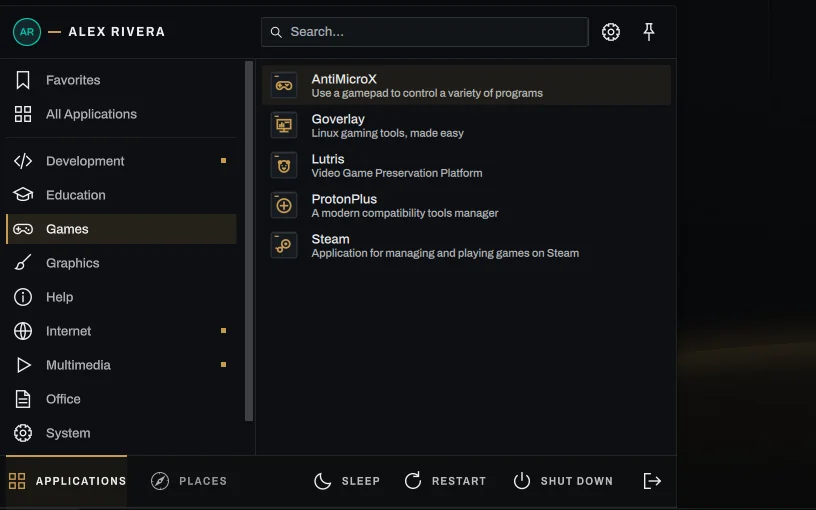 AR
ALEX RIVERA
Search...
Favorites
All Applications
Development
Education
Games
Graphics
Help
Internet
Multimedia
Office
System
AntiMicroX
Use a gamepad to control a variety of programs
Goverlay
Linux gaming tools, made easy
Lutris
Video Game Preservation Platform
ProtonPlus
A modern compatibility tools manager
Steam
Application for managing and playing games on Steam
APPLICATIONS
PLACES
SLEEP
RESTART
SHUT DOWN